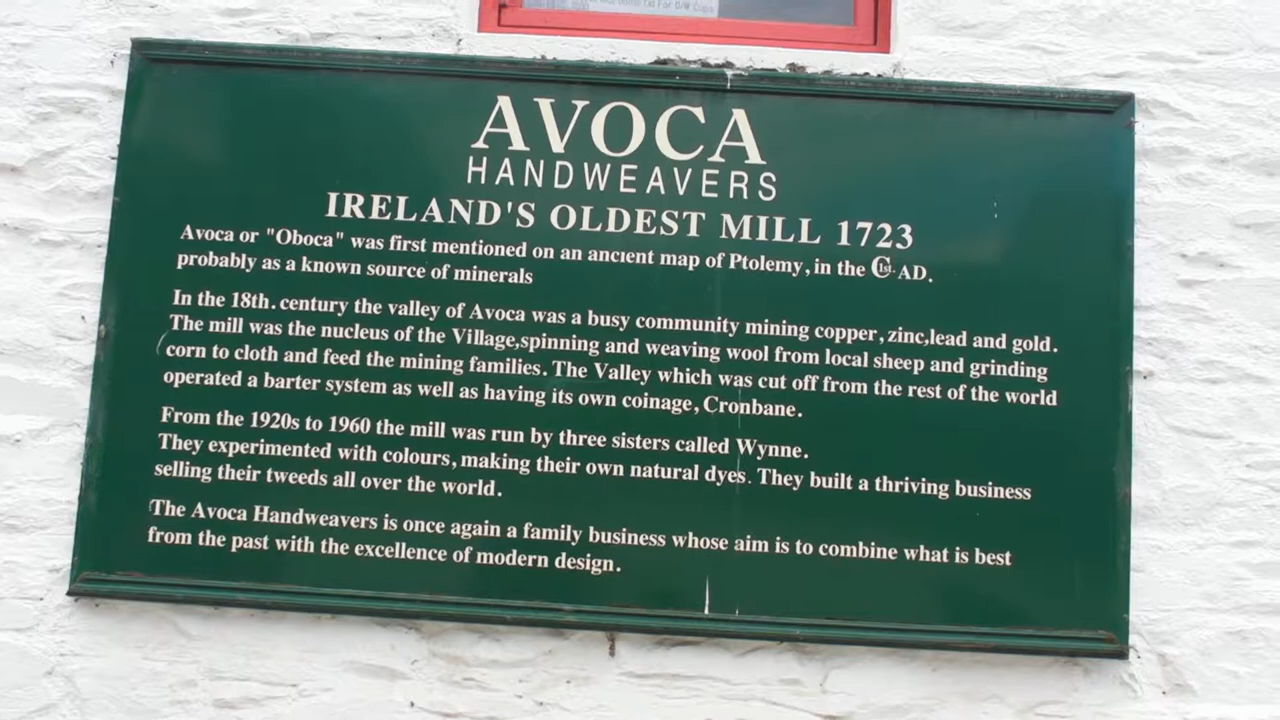 For D/W Cups
AVOCA
HANDWEAVERS
IRELAND'S OLDEST MILL 1723
Avoca or "Oboca" was first mentioned on an ancient map of Ptolemy, in the C1st. AD.
probably as a known source of minerals
In the 18th. century the valley of Avoca was a busy community mining copper, zinc,lead and gold.
The mill was the nucleus of the Village,spinning and weaving wool from local sheep and grinding
corn to cloth and feed the mining families. The Valley which was cut off from the rest of the world
operated a barter system as well as having its own coinage, Cronbane.
From the 1920s to 1960 the mill was run by three sisters called Wynne.
They experimented with colours, making their own natural dyes. They built a thriving business
selling their tweeds all over the world.
The Avoca Handweavers is once again a family business whose aim is to combine what is best
from the past with the excellence of modern design.